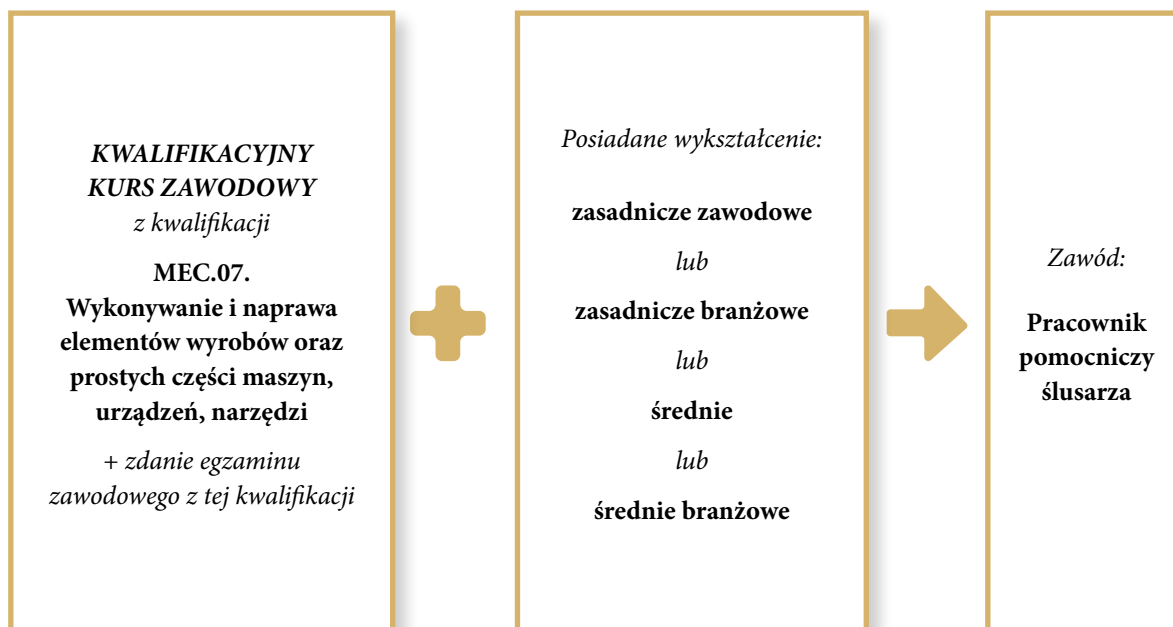 KWALIFIKACYJNY
KURS ZAWODOWY
z kwalifikacji
MEC.07.
Wykonywanie i naprawa
elementów wyrobów oraz
prostych części maszyn,
urządzeń, narzędzi
+ zdanie egzaminu
zawodowego z tej kwalifikacji
Posiadane wykształcenie:
zasadnicze zawodowe
lub
zasadnicze branżowe
lub
średnie
lub
średnie branżowe
Zawód:
Pracownik
pomocniczy
ślusarza